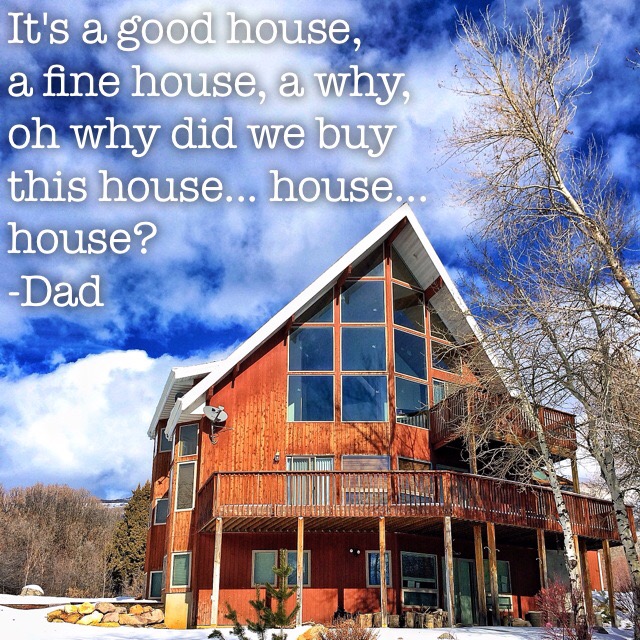 It's a good house,
a fine house, a why,
oh why did we buy
this house... house...
house?
-Dad